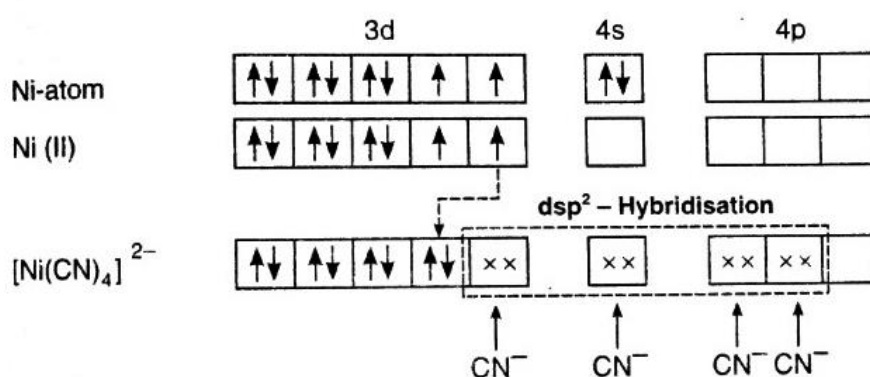 3d 4s 4p
Ni-atom
Ni (II)
dsp² – Hybridisation
[Ni(CN)₄]²⁻ ×× ×× ×× ××
CN⁻ CN⁻ CN⁻ CN⁻